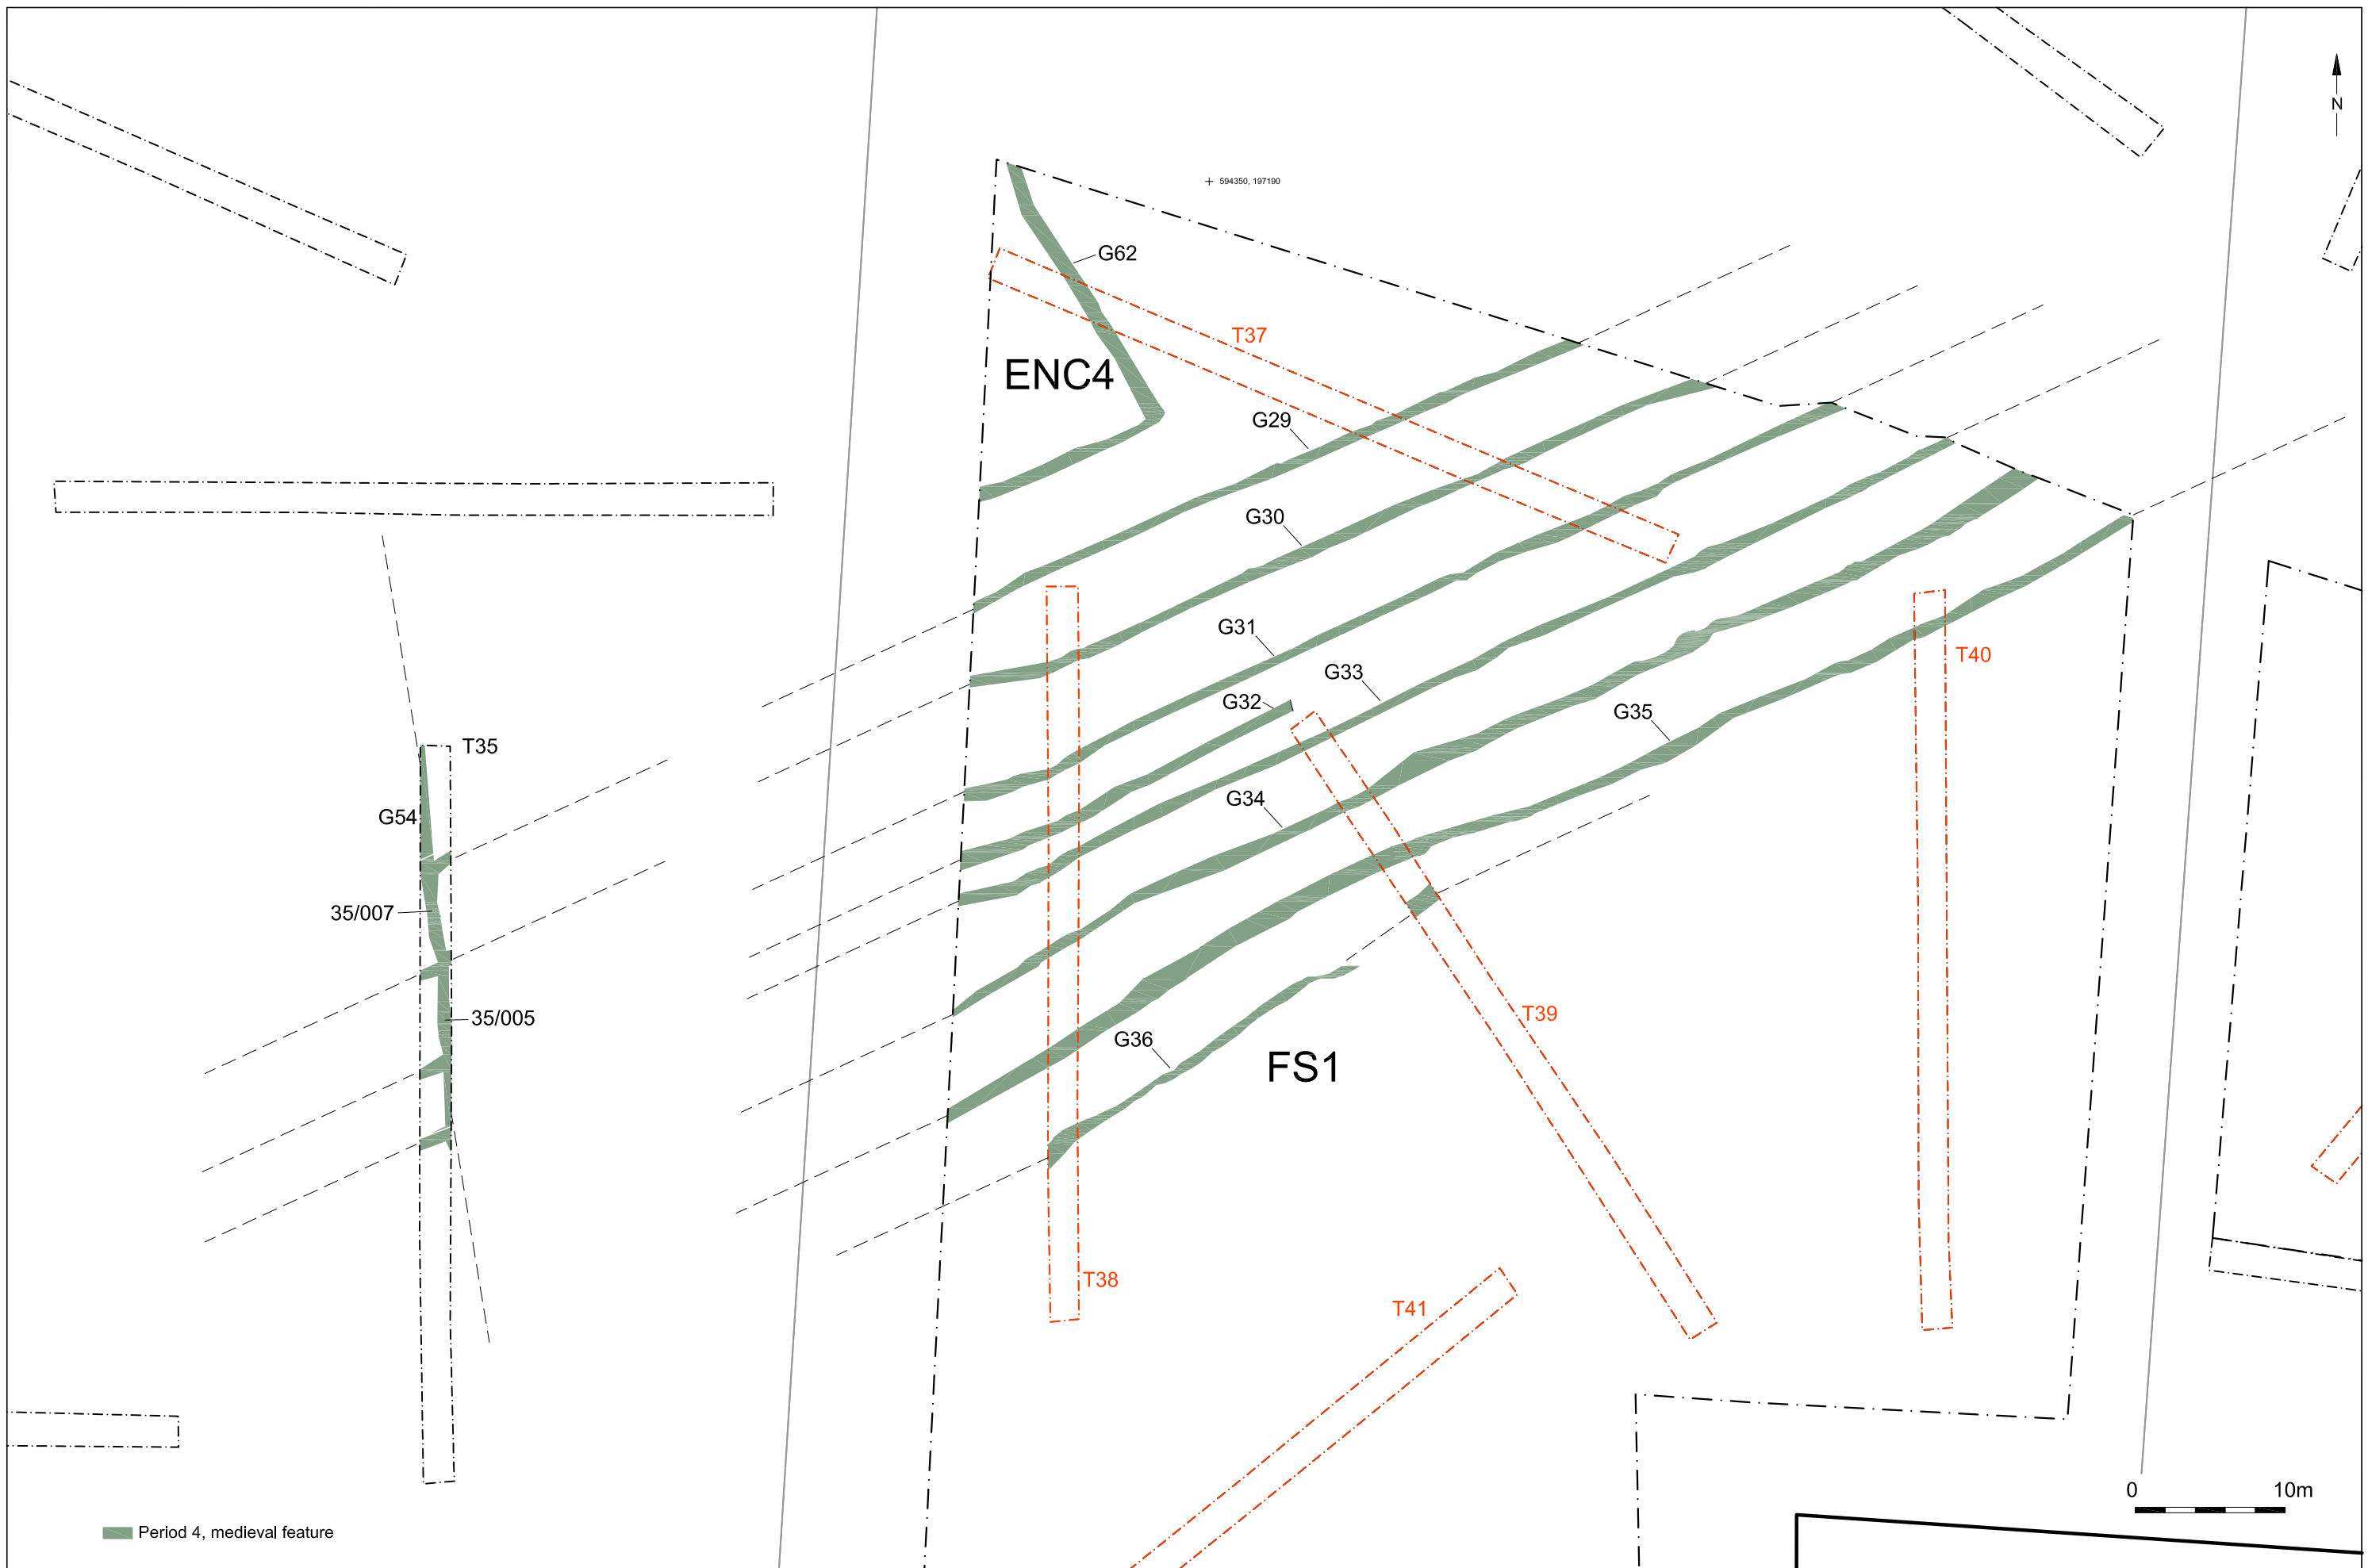 N
594350, 197190
G62
T37
ENC4
G29
G30
G31
T40
G33
G32
G35
T35
G34
G54
35/007
T39
35/005
G36
FS1
T38
T41
0 10m
Period 4, medieval feature